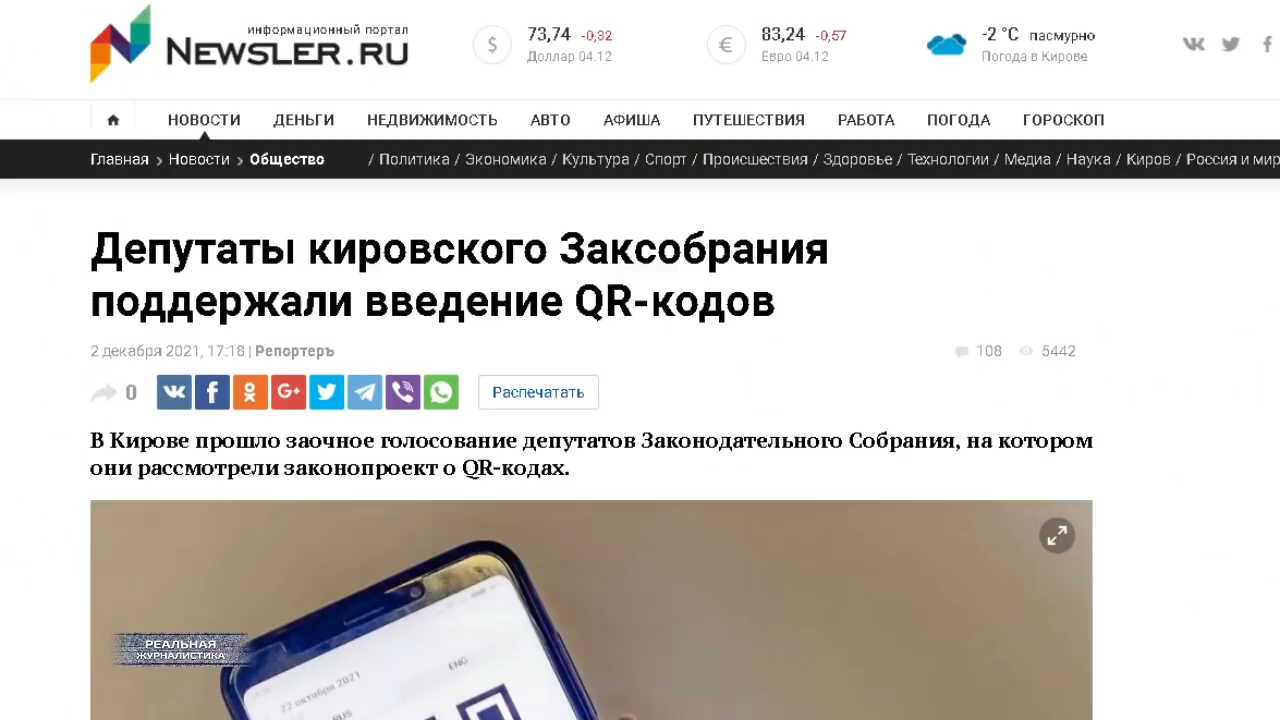 информационный портал
NEWSLER.RU
$
73,74 -0,32
Доллар 04.12
€
83,24 -0,57
Евро 04.12
-2 °C пасмурно
Погода в Кирове
НОВОСТИ ДЕНЬГИ НЕДВИЖИМОСТЬ АВТО АФИША ПУТЕШЕСТВИЯ РАБОТА ПОГОДА ГОРОСКОП
Главная > Новости > Общество / Политика / Экономика / Культура / Спорт / Происшествия / Здоровье / Технологии / Медиа / Наука / Киров / Россия и мир
Депутаты кировского Заксобрания
поддержали введение QR-кодов
2 декабря 2021, 17:18 | Репортеръ
108 5442
0
Распечатать
В Кирове прошло заочное голосование депутатов Законодательного Собрания, на котором
они рассмотрели законопроект о QR-кодах.
РЕАЛЬНАЯ
ЖУРНАЛИСТИКА
ENG
22 октября 2021
RUS